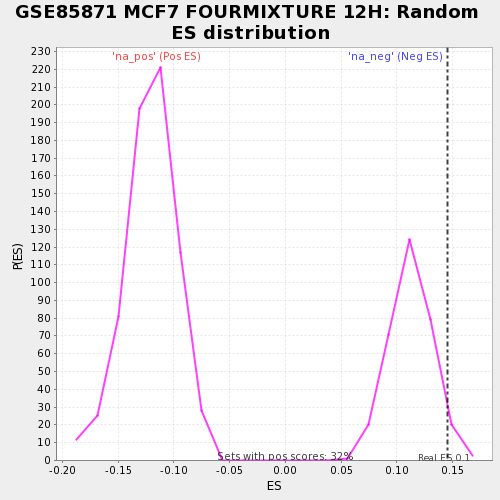 GSE85871 MCF7 FOURMIXTURE 12H: Random
ES distribution
230
220
210
200
190
180
170
160
150
140
130
120
110
100
90
80
70
60
50
40
30
20
10
0
P(ES)
'na_pos' (Pos ES)
'na_neg' (Neg ES)
Sets with pos scores: 32%
Real ES 0.1
-0.20 -0.15 -0.10 -0.05 0.00 0.05 0.10 0.15
ES